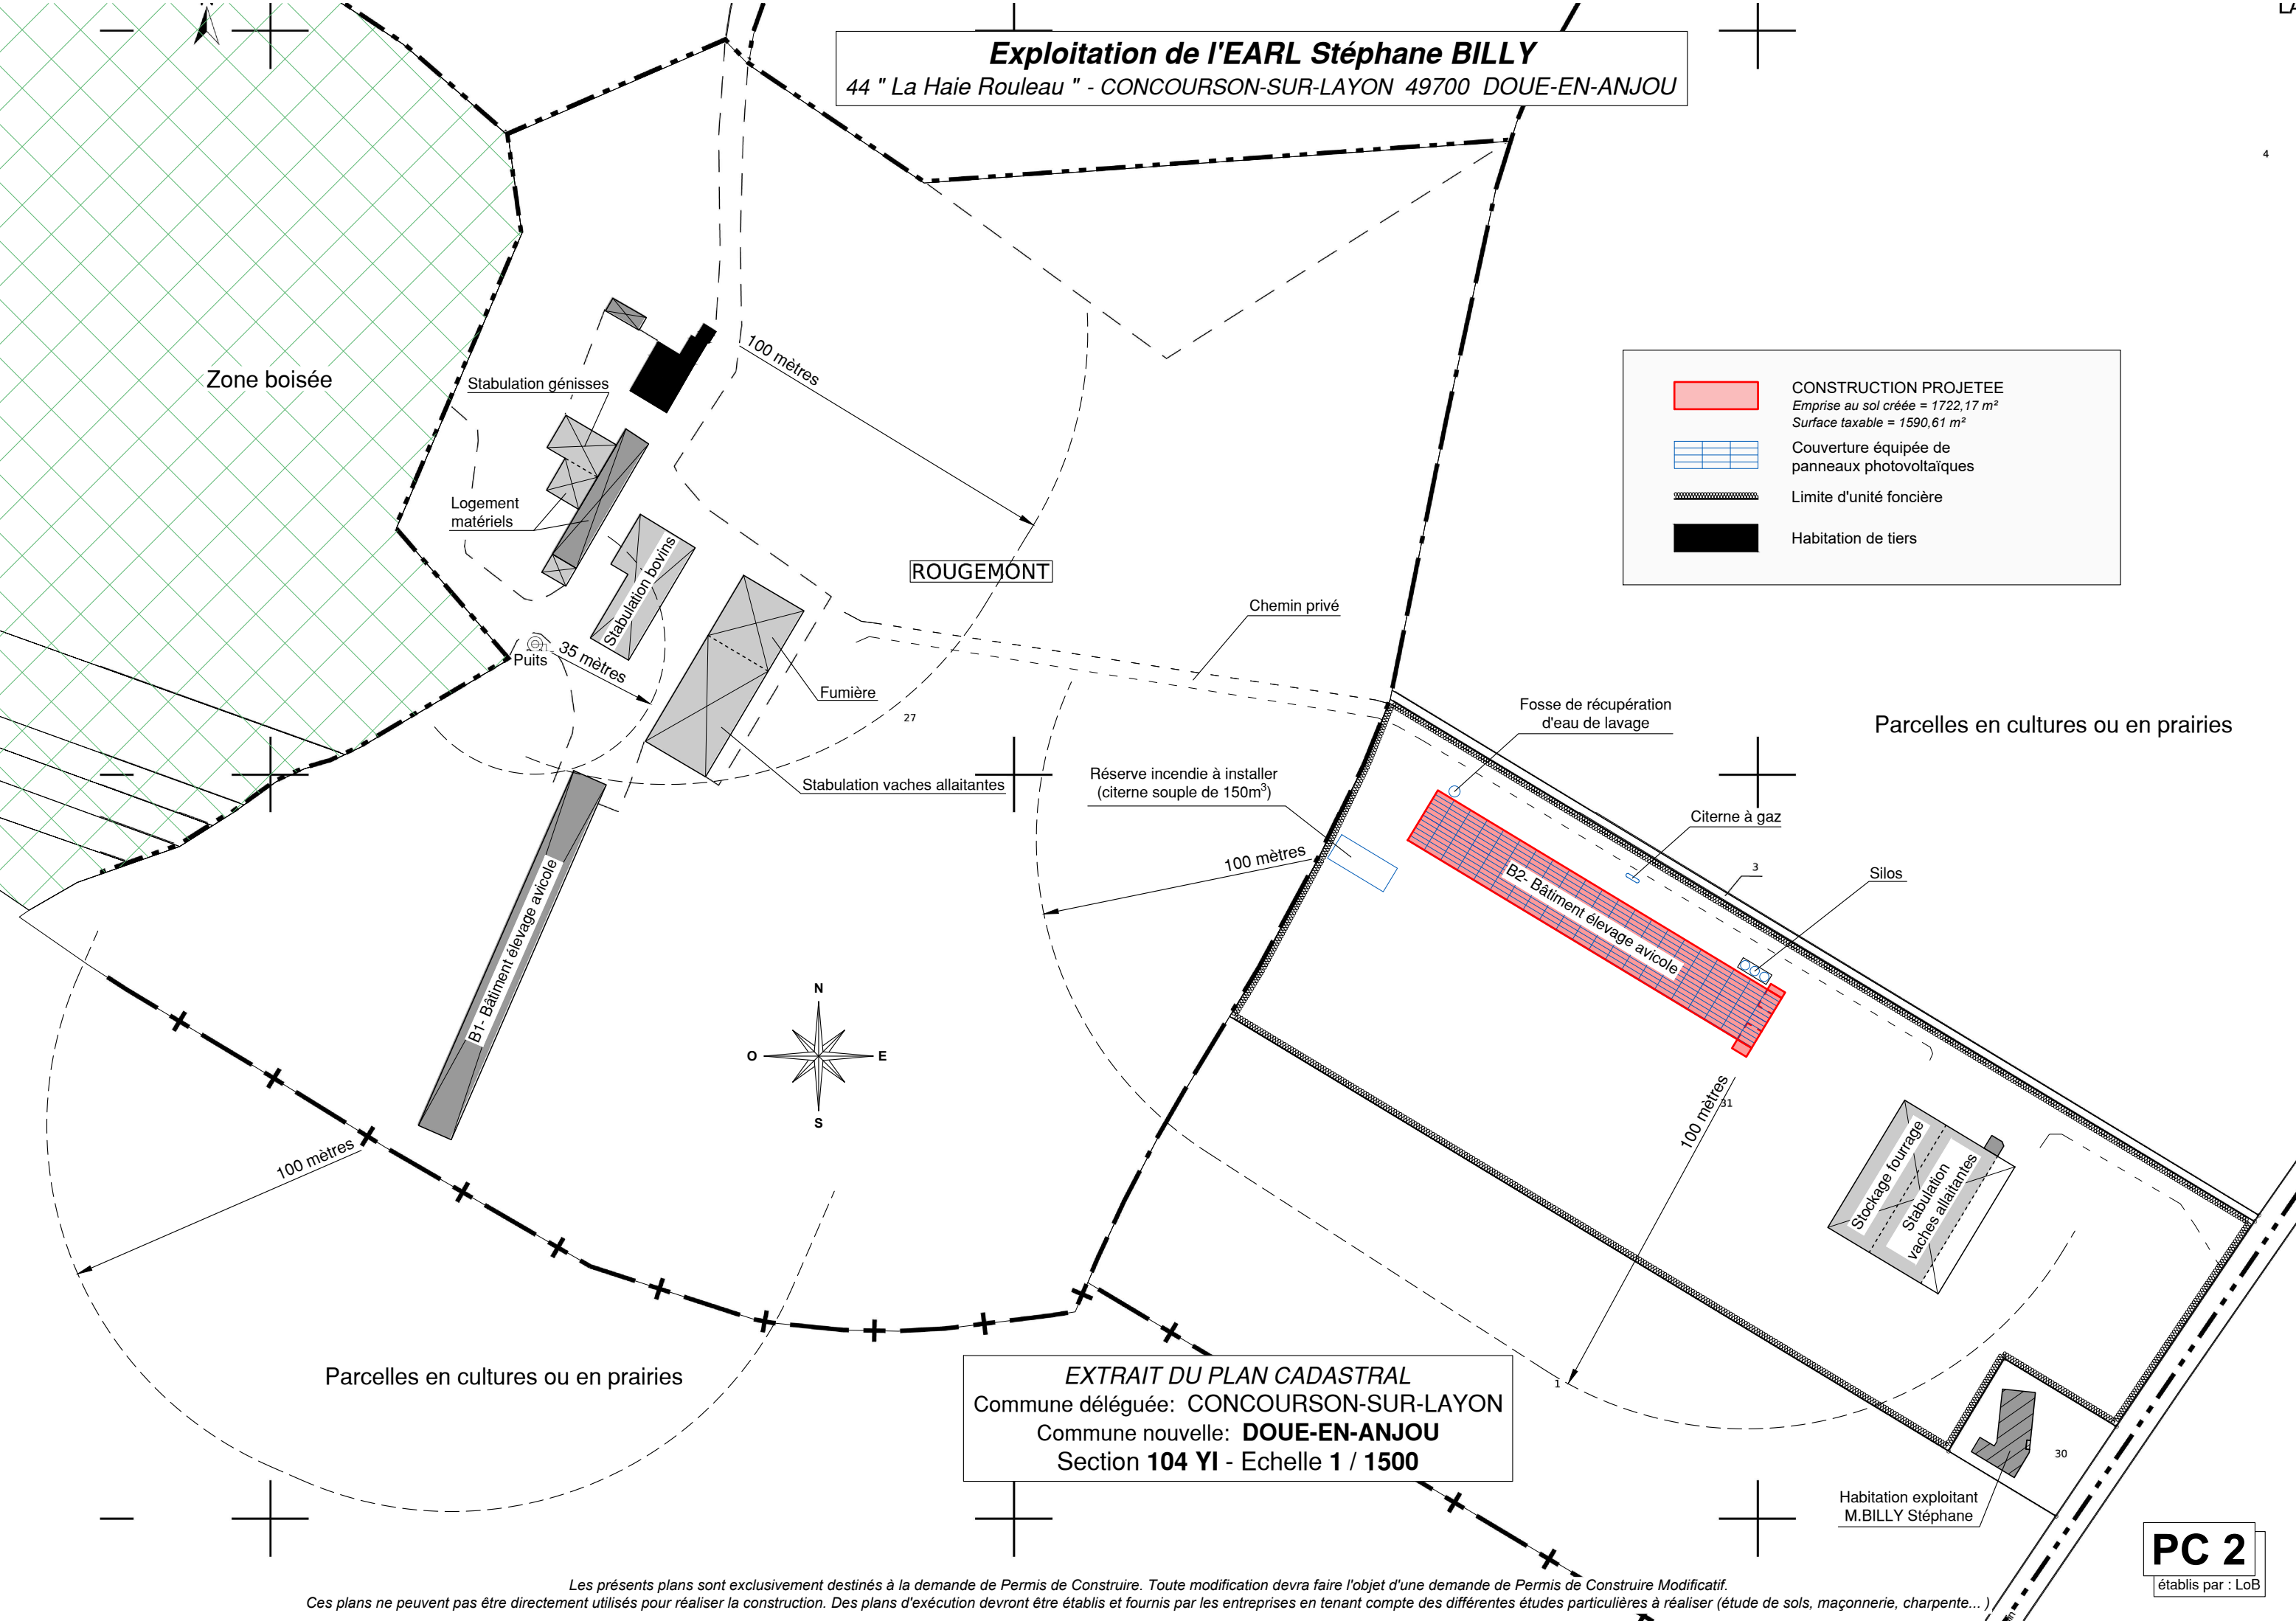 LA
Exploitation de l'EARL Stéphane BILLY
44 " La Haie Rouleau " - CONCOURSON-SUR-LAYON 49700 DOUE-EN-ANJOU
4
100 mètres
Zone boisée
Stabulation génisses
CONSTRUCTION PROJETEE
Emprise au sol créée = 1722,17 m²
Surface taxable = 1590,61 m²
Couverture équipée de
panneaux photovoltaïques
Limite d'unité foncière
Habitation de tiers
Logement
matériels
Stabulation bovins
ROUGEMONT
Chemin privé
Puits
35 mètres
Fumière
27
Fosse de récupération
d'eau de lavage
Parcelles en cultures ou en prairies
Stabulation vaches allaitantes
Réserve incendie à installer
(citerne souple de 150m³)
Citerne à gaz
100 mètres
3
Silos
B1- Bâtiment élevage avicole
B2- Bâtiment élevage avicole
N
O
E
S
100 mètres
31
100 mètres
Stockage fourrage
Stabulation
vaches allaitantes
Parcelles en cultures ou en prairies
1
EXTRAIT DU PLAN CADASTRAL
Commune déléguée: CONCOURSON-SUR-LAYON
Commune nouvelle: DOUE-EN-ANJOU
Section 104 YI - Echelle 1 / 1500
30
Habitation exploitant
M.BILLY Stéphane
PC 2
établis par : LoB
Les présents plans sont exclusivement destinés à la demande de Permis de Construire. Toute modification devra faire l'objet d'une demande de Permis de Construire Modificatif.
Ces plans ne peuvent pas être directement utilisés pour réaliser la construction. Des plans d'exécution devront être établis et fournis par les entreprises en tenant compte des différentes études particulières à réaliser (étude de sols, maçonnerie, charpente... )